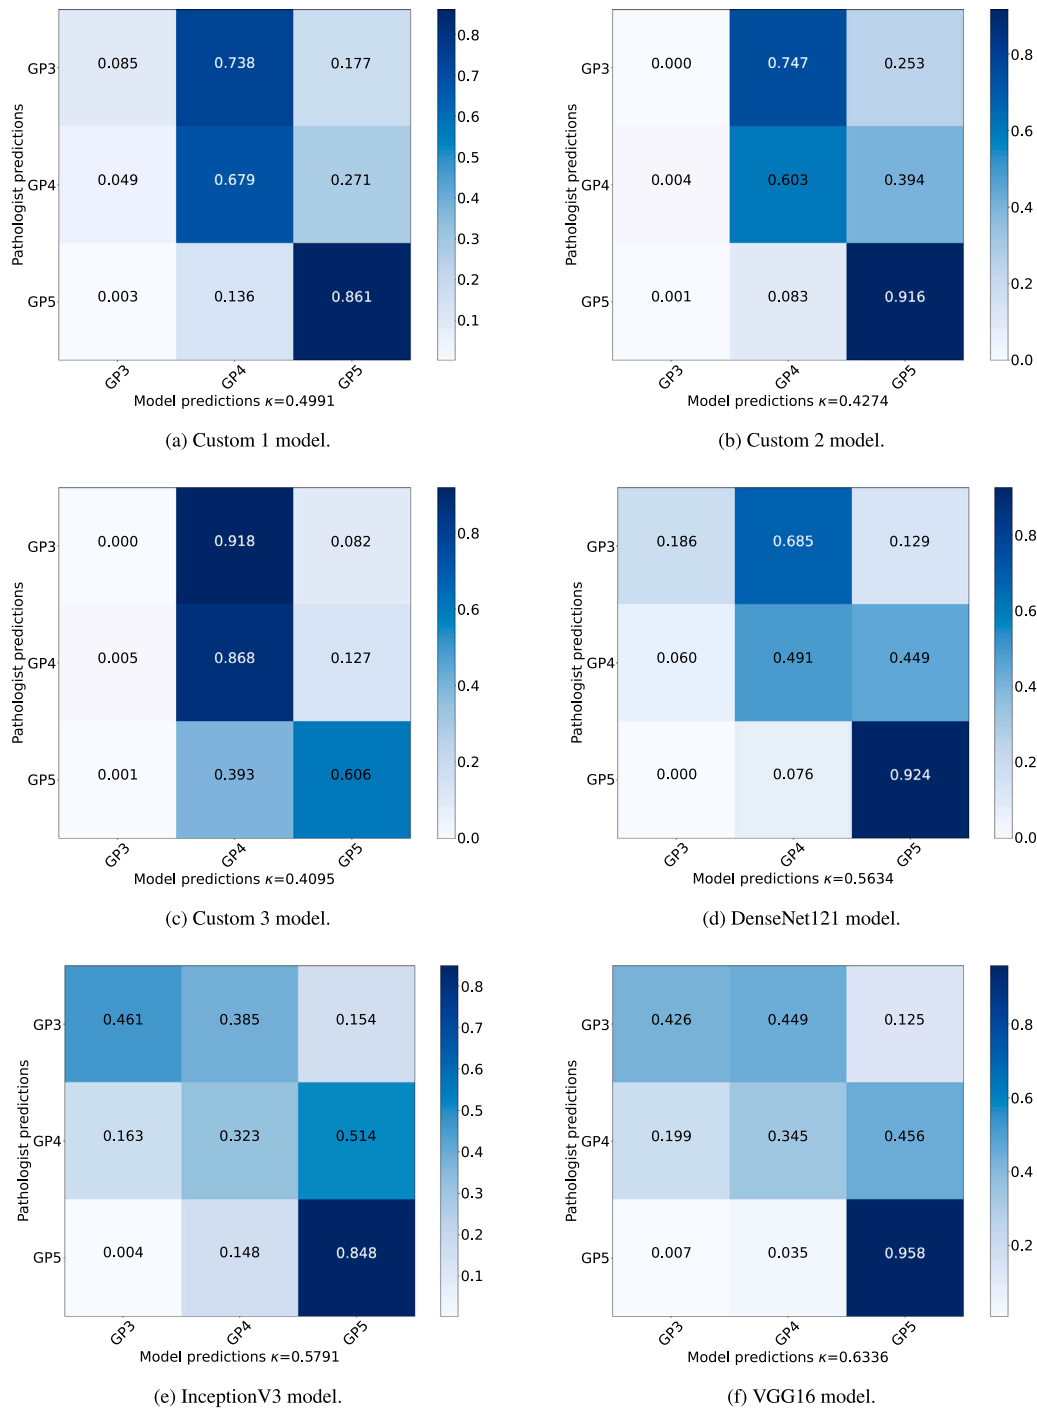 0.085 0.738 0.177
0.049 0.679 0.271
0.003 0.136 0.861
GP3
GP4
GP5
Pathologist predictions
GP3 GP4 GP5
Model predictions κ=0.4991
0.8
0.7
0.6
0.5
0.4
0.3
0.2
0.1
(a) Custom 1 model.
0.000 0.747 0.253
0.004 0.603 0.394
0.001 0.083 0.916
GP3
GP4
GP5
Pathologist predictions
GP3 GP4 GP5
Model predictions κ=0.4274
0.8
0.6
0.4
0.2
0.0
(b) Custom 2 model.
0.000 0.918 0.082
0.005 0.868 0.127
0.001 0.393 0.606
GP3
GP4
GP5
Pathologist predictions
GP3 GP4 GP5
Model predictions κ=0.4095
0.8
0.6
0.4
0.2
0.0
(c) Custom 3 model.
0.186 0.685 0.129
0.060 0.491 0.449
0.000 0.076 0.924
GP3
GP4
GP5
Pathologist predictions
GP3 GP4 GP5
Model predictions κ=0.5634
0.8
0.6
0.4
0.2
0.0
(d) DenseNet121 model.
0.461 0.385 0.154
0.163 0.323 0.514
0.004 0.148 0.848
GP3
GP4
GP5
Pathologist predictions
GP3 GP4 GP5
Model predictions κ=0.5791
0.8
0.7
0.6
0.5
0.4
0.3
0.2
0.1
(e) InceptionV3 model.
0.426 0.449 0.125
0.199 0.345 0.456
0.007 0.035 0.958
GP3
GP4
GP5
Pathologist predictions
GP3 GP4 GP5
Model predictions κ=0.6336
0.8
0.6
0.4
0.2
(f) VGG16 model.